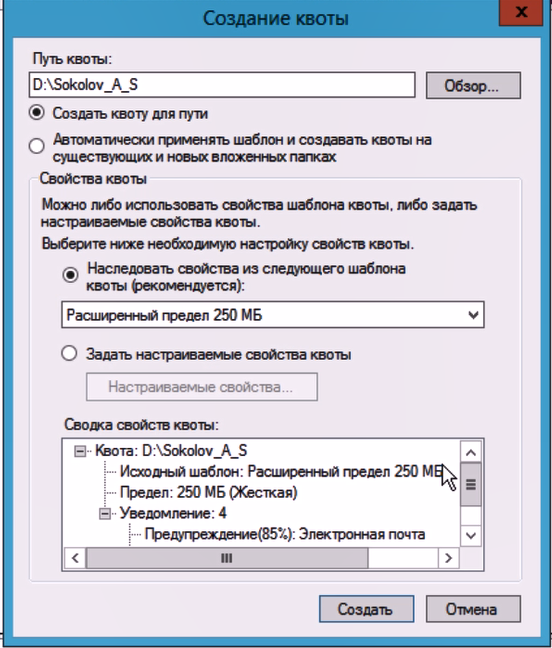 Создание квоты
x
Путь квоты:
D:\Sokolov_A_S
Обзор...
Создать квоту для пути
Автоматически применять шаблон и создавать квоты на
существующих и новых вложенных папках
Свойства квоты
Можно либо использовать свойства шаблона квоты, либо задать
настраиваемые свойства квоты.
Выберите ниже необходимую настройку свойств квоты.
Наследовать свойства из следующего шаблона
квоты (рекомендуется):
Расширенный предел 250 МБ
Задать настраиваемые свойства квоты
Настраиваемые свойства...
Сводка свойств квоты:
Квота: D:\Sokolov_A_S
Исходный шаблон: Расширенный предел 250 МБ
Предел: 250 МБ (Жесткая)
Уведомление: 4
Предупреждение(85%): Электронная почта
Создать
Отмена